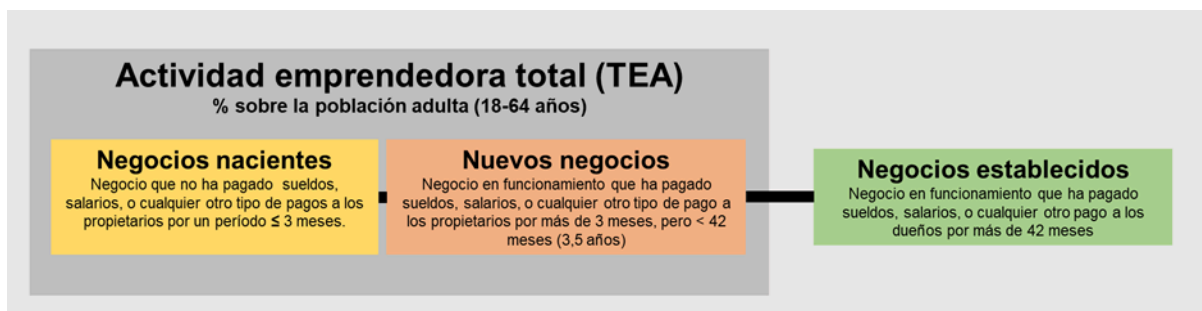 Actividad emprendedora total (TEA)
% sobre la población adulta (18-64 años)
Negocios nacientes
Negocio que no ha pagado sueldos,
salarios, o cualquier otro tipo de pagos a los
propietarios por un período ≤ 3 meses.
Nuevos negocios
Negocio en funcionamiento que ha pagado
sueldos, salarios, o cualquier otro tipo de pago a
los propietarios por más de 3 meses, pero < 42
meses (3,5 años)
Negocios establecidos
Negocio en funcionamiento que ha pagado
sueldos, salarios, o cualquier otro pago a los
dueños por más de 42 meses